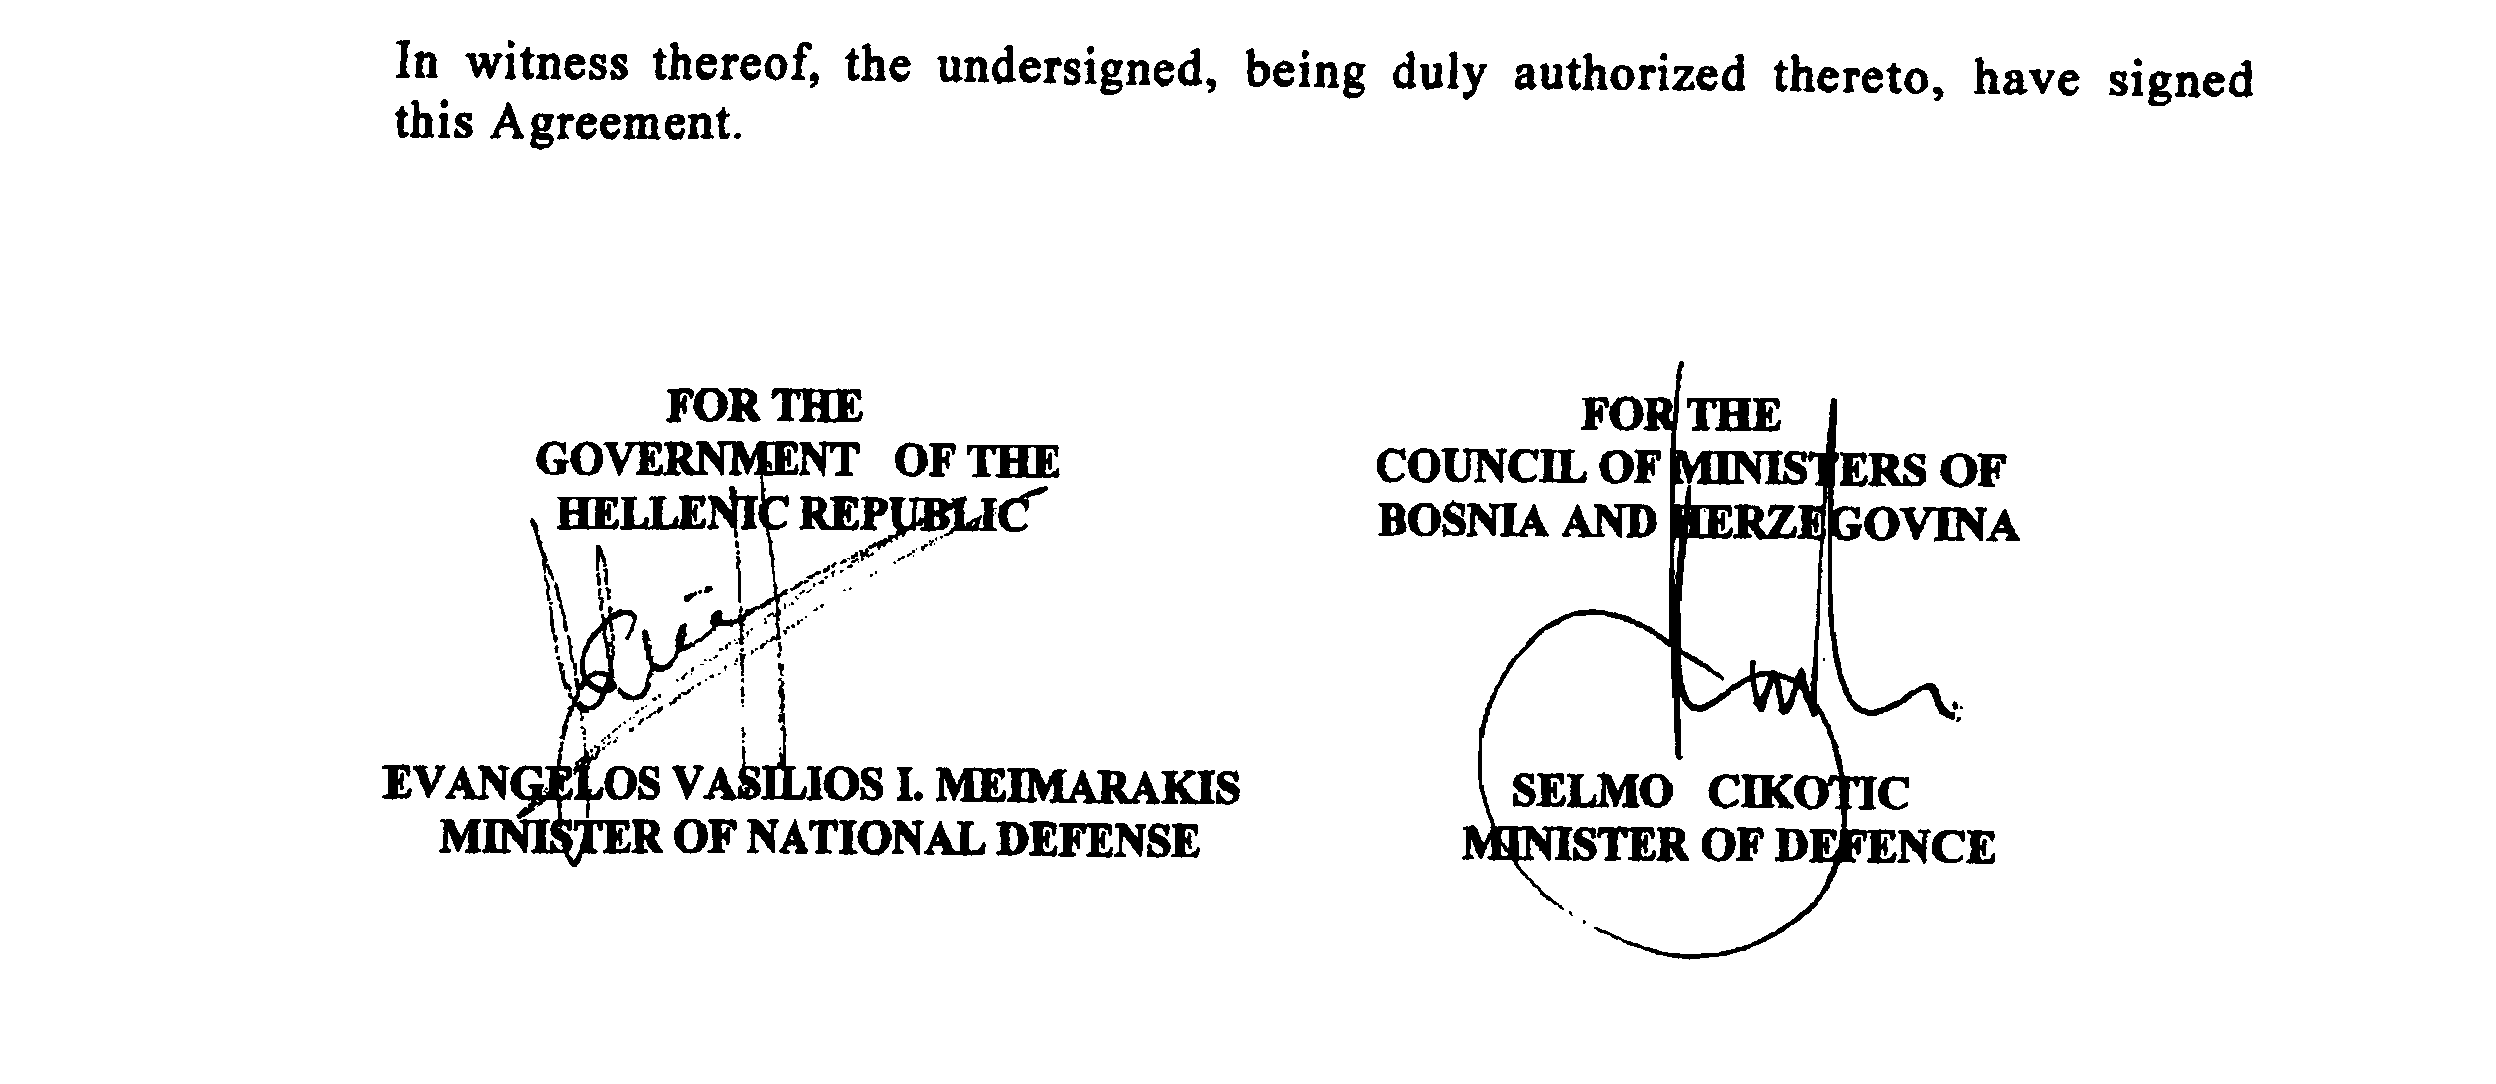 In witness thereof, the undersigned, being duly authorized thereto, have signed
this Agreement.
FOR THE
GOVERNMENT OF THE
HELLENIC REPUBLIC
EVANGELOS VASILIOS I. MEIMARAKIS
MINISTER OF NATIONAL DEFENSE
FOR THE
COUNCIL OF MINISTERS OF
BOSNIA AND HERZEGOVINA
SELMO CIKOTIC
MINISTER OF DEFENCE